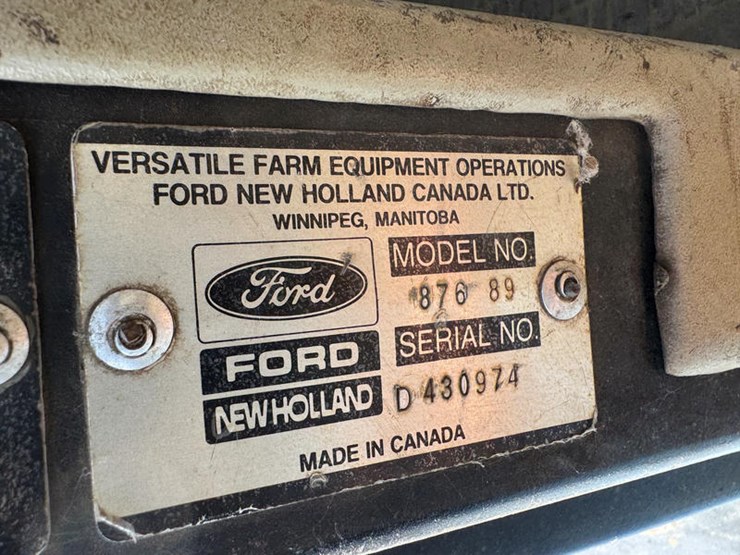 VERSATILE FARM EQUIPMENT OPERATIONS
FORD NEW HOLLAND CANADA LTD.
WINNIPEG, MANITOBA
Ford
MODEL NO.
876 89
FORD
NEW HOLLAND
SERIAL NO.
D 430974
MADE IN CANADA